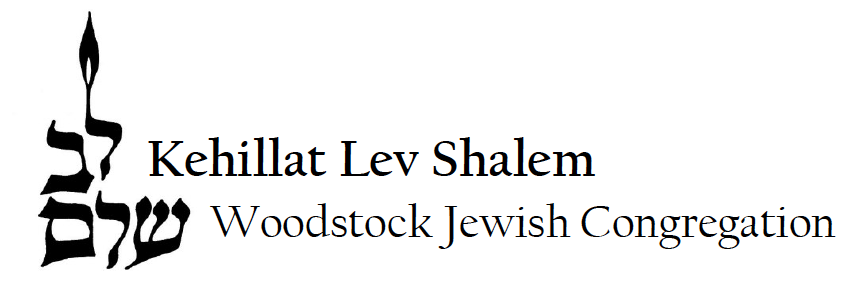 לב
Kehillat Lev Shalem
שלם
Woodstock Jewish Congregation